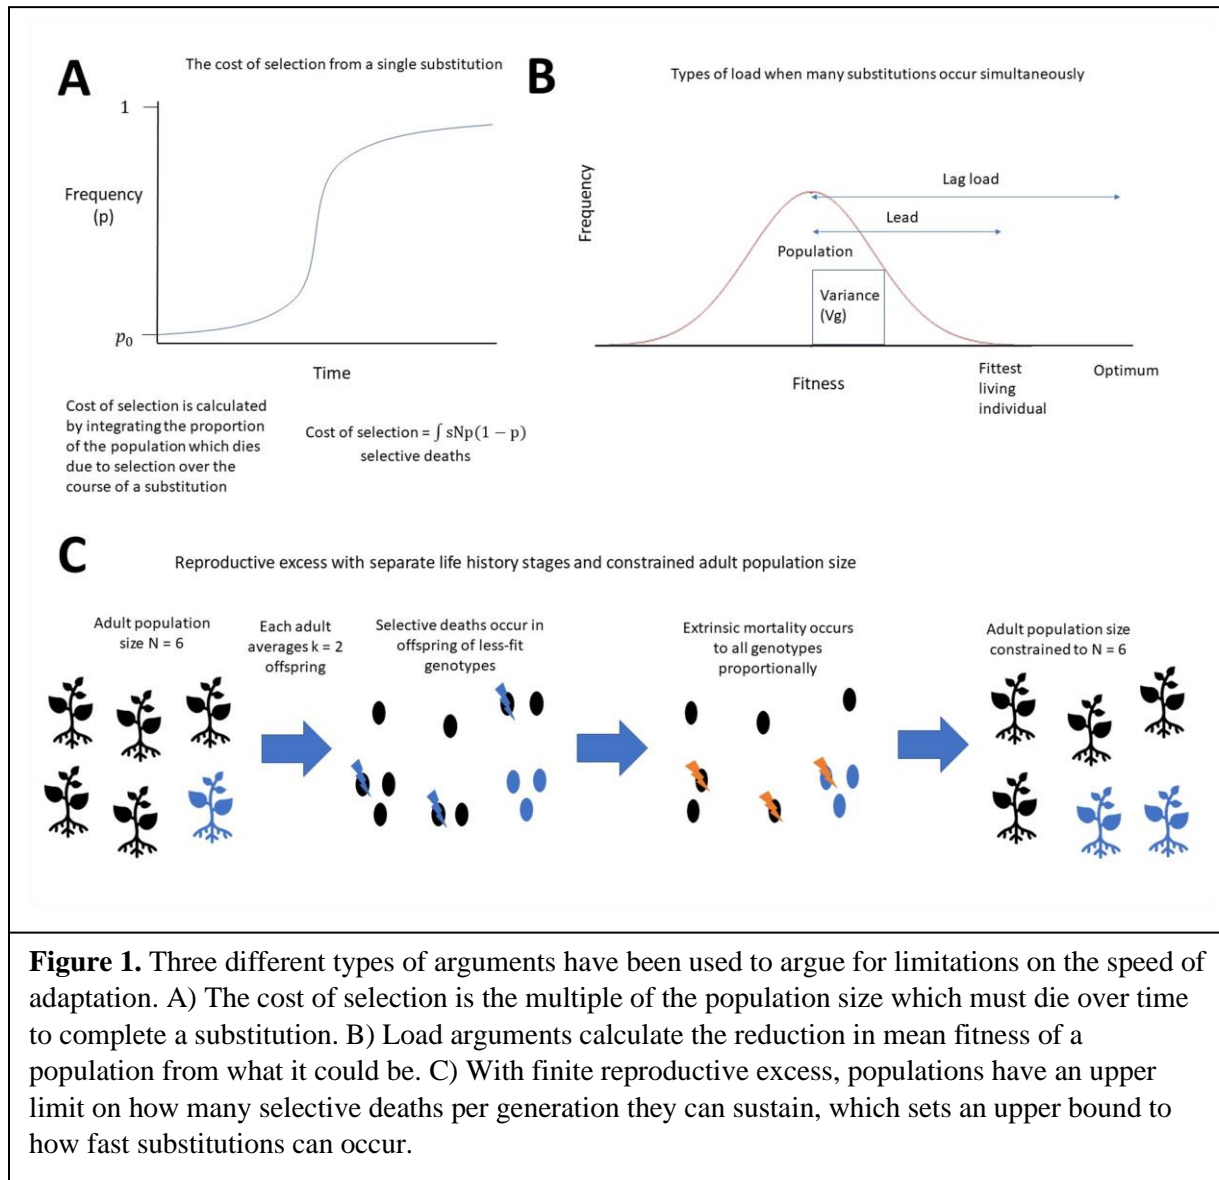 A
The cost of selection from a single substitution
1
Frequency
(p)
p₀
Time
Cost of selection is calculated
by integrating the proportion
of the population which dies
due to selection over the
course of a substitution
Cost of selection = ∫ sNp(1 − p)
selective deaths
B
Types of load when many substitutions occur simultaneously
Frequency
Lag load
Lead
Population
Variance
(Vg)
Fitness
Fittest
living
individual
Optimum
C
Reproductive excess with separate life history stages and constrained adult population size
Adult population
size N = 6
Each adult
averages k = 2
offspring
Selective deaths occur in
offspring of less-fit
genotypes
Extrinsic mortality occurs
to all genotypes
proportionally
Adult population size
constrained to N = 6
Figure 1. Three different types of arguments have been used to argue for limitations on the speed of
adaptation. A) The cost of selection is the multiple of the population size which must die over time
to complete a substitution. B) Load arguments calculate the reduction in mean fitness of a
population from what it could be. C) With finite reproductive excess, populations have an upper
limit on how many selective deaths per generation they can sustain, which sets an upper bound to
how fast substitutions can occur.